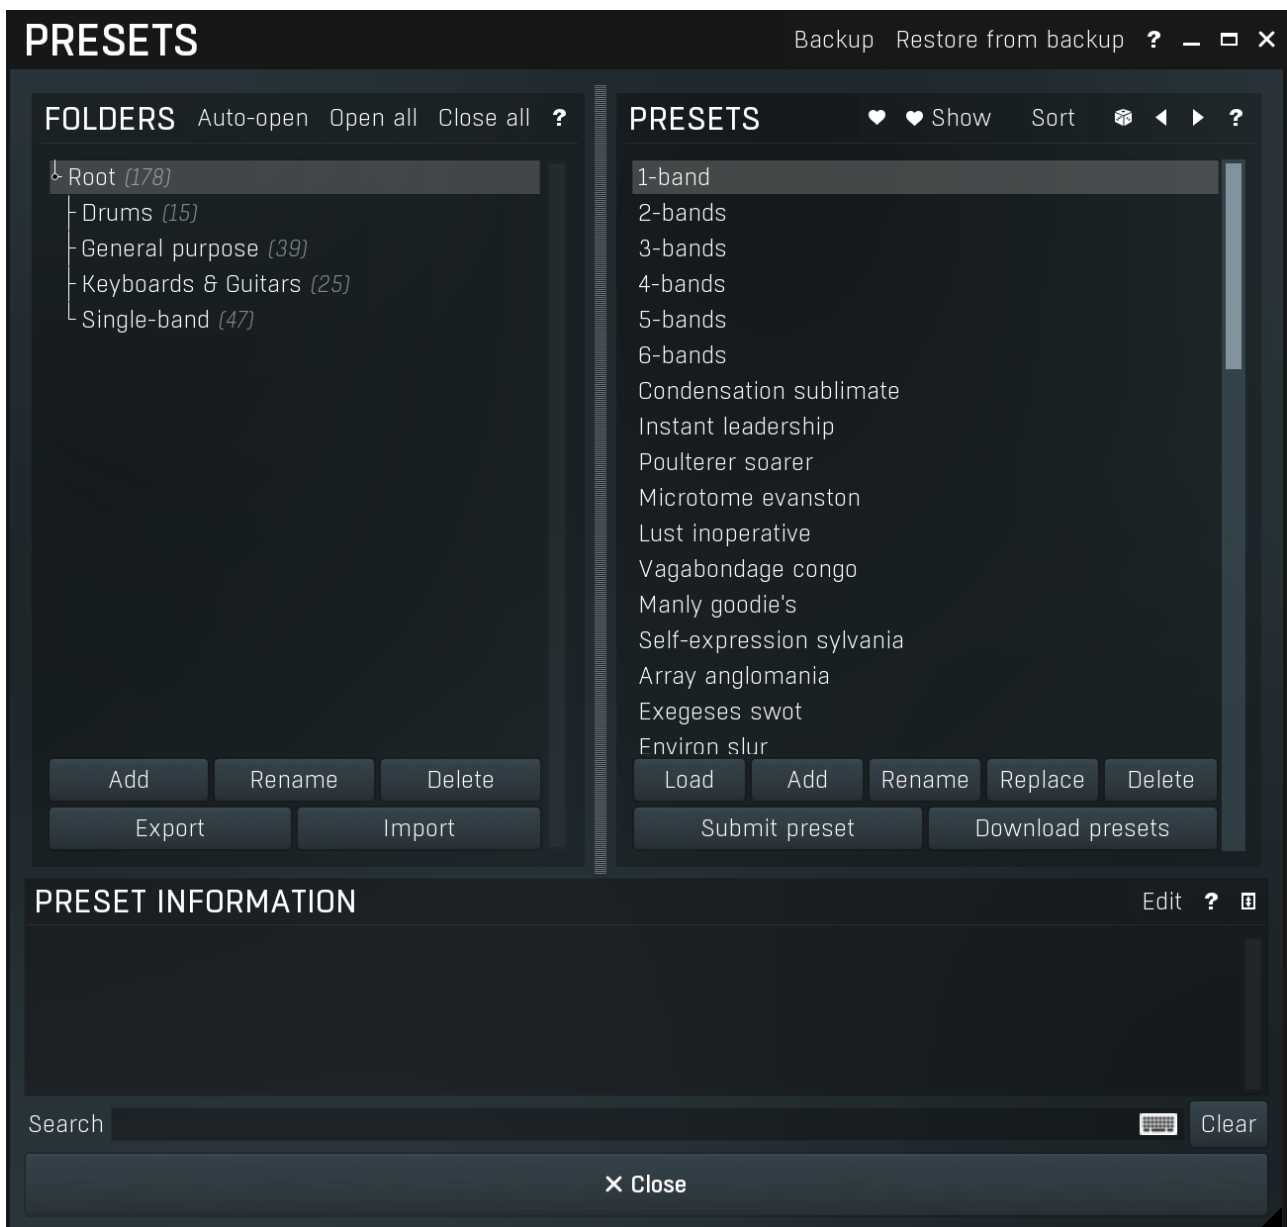 PRESETS Backup Restore from backup ?
FOLDERS Auto-open Open all Close all ?
Root (178)
Drums (15)
General purpose (39)
Keyboards & Guitars (25)
Single-band (47)
Add Rename Delete
Export Import
PRESETS Show Sort ?
1-band
2-bands
3-bands
4-bands
5-bands
6-bands
Condensation sublimate
Instant leadership
Poulterer soarer
Microtome evanston
Lust inoperative
Vagabondage congo
Manly goodie's
Self-expression sylvania
Array anglomania
Exegeses swot
Environ slur
Load Add Rename Replace Delete
Submit preset Download presets
PRESET INFORMATION Edit ?
Search Clear
Close